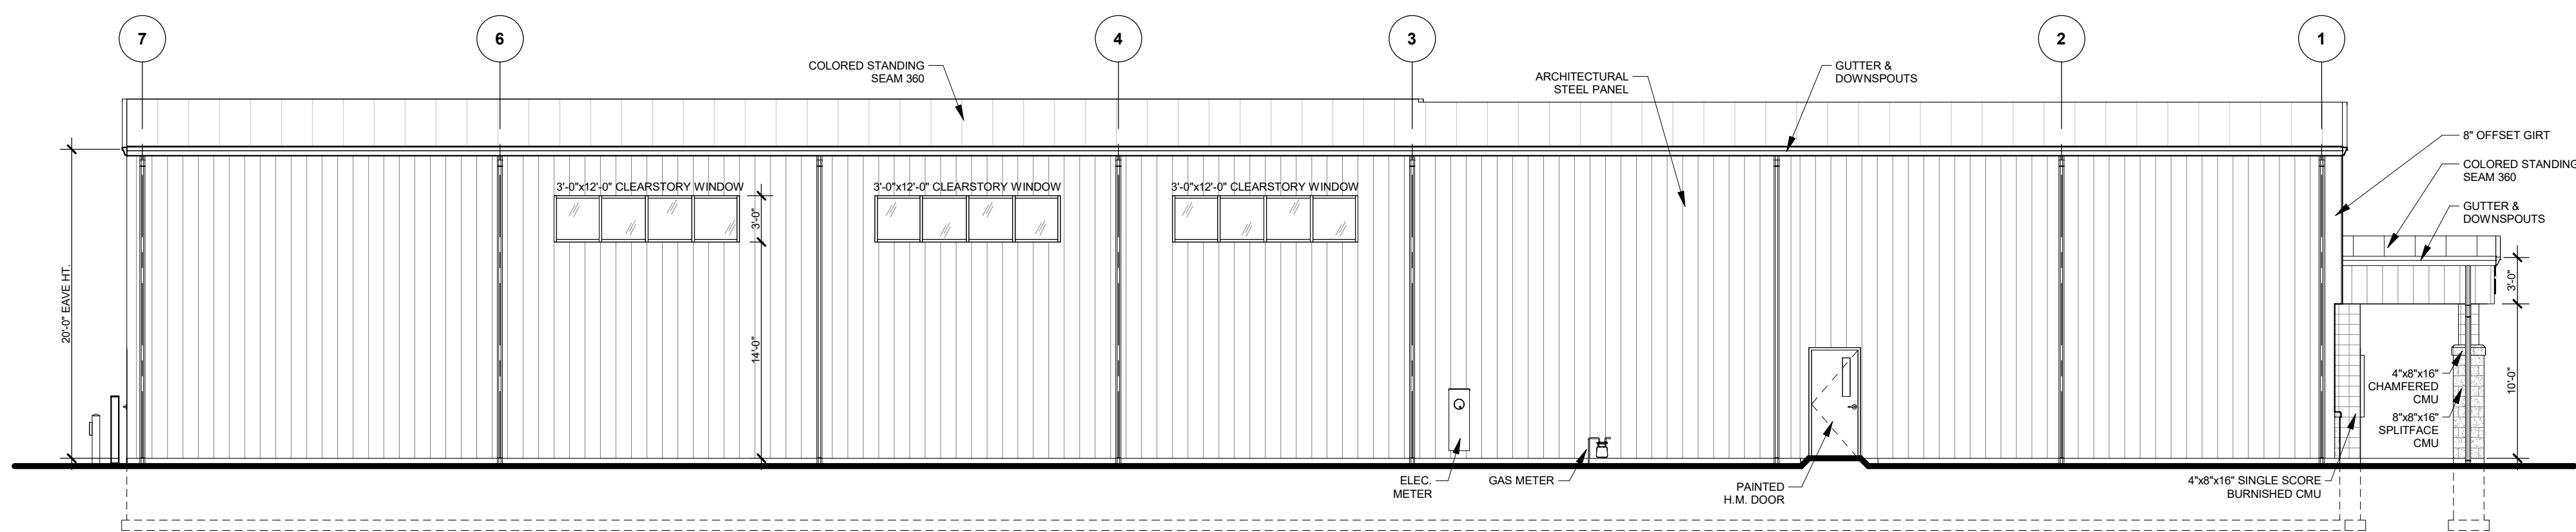 7
6
4
3
2
1
COLORED STANDING
SEAM 360
ARCHITECTURAL
STEEL PANEL
GUTTER &
DOWNSPOUTS
8" OFFSET GIRT
COLORED STANDING
SEAM 360
GUTTER &
DOWNSPOUTS
3'-0"x12'-0" CLEARSTORY WINDOW
3'-0"x12'-0" CLEARSTORY WINDOW
3'-0"x12'-0" CLEARSTORY WINDOW
3'-0"
14'-0"
20'-0" EAVE HT.
3'-0"
10'-0"
4"x8"x16"
CHAMFERED
CMU
8"x8"x16"
SPLITFACE
CMU
ELEC.
METER
GAS METER
PAINTED
H.M. DOOR
4"x8"x16" SINGLE SCORE
BURNISHED CMU